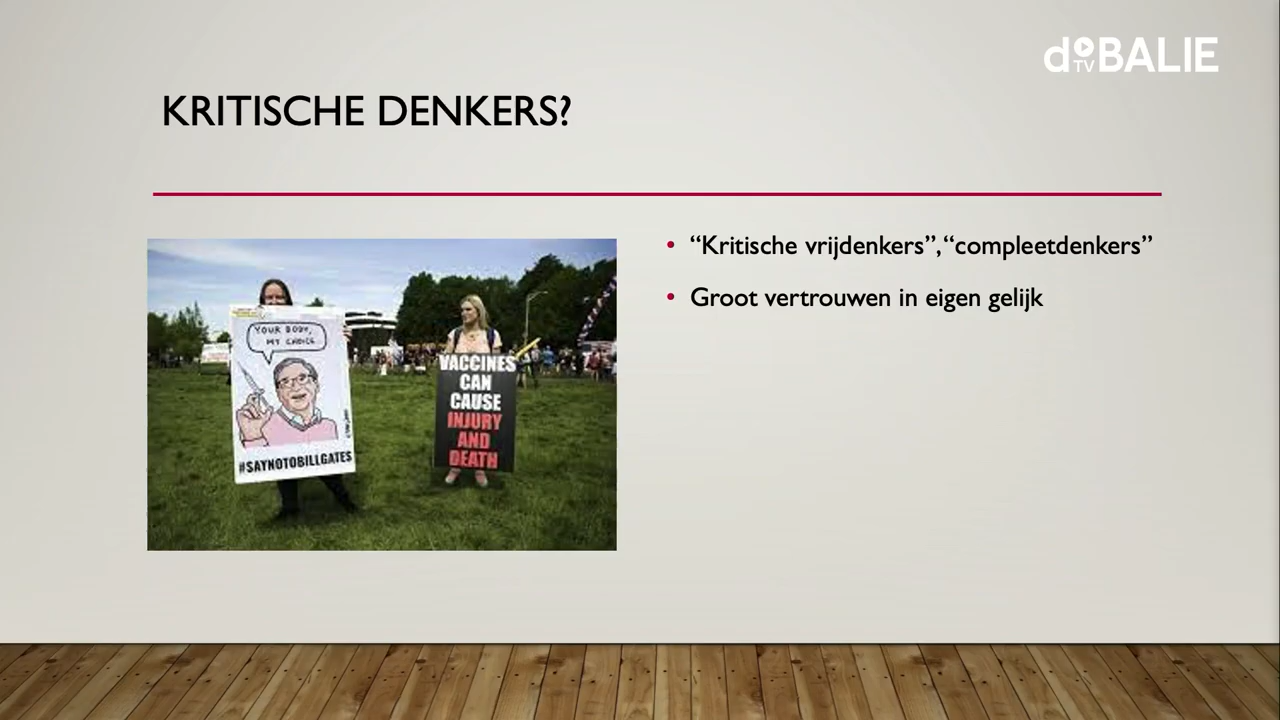 deBALIE
TV
KRITISCHE DENKERS?
• “Kritische vrijdenkers”, “compleetdenkers”
• Groot vertrouwen in eigen gelijk
YOUR BODY,
MY CHOICE
#SAYNOTOBILLGATES
VACCINES
CAN
CAUSE
INJURY
AND
DEATH